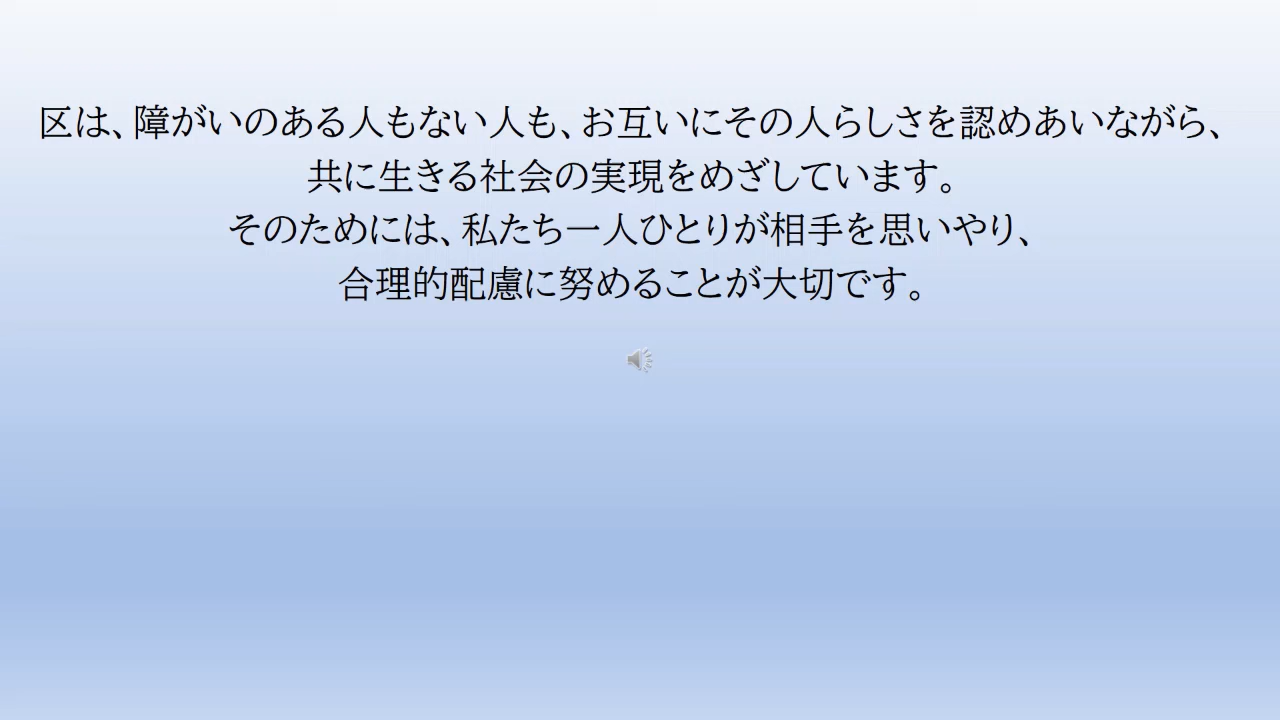 区は、障がいのある人もない人も、お互いにその人らしさを認めあいながら、
共に生きる社会の実現をめざしています。
そのためには、私たち一人ひとりが相手を思いやり、
合理的配慮に努めることが大切です。